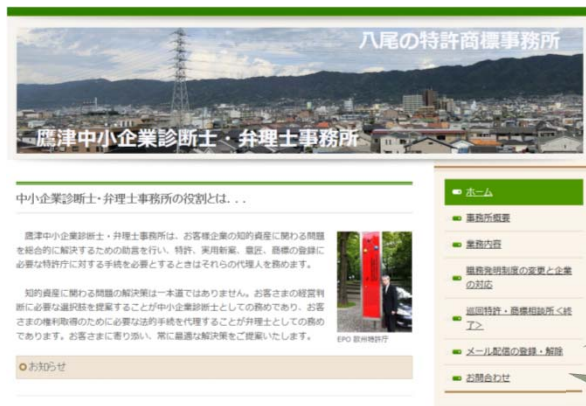 八尾の特許商標事務所
鷹津中小企業診断士・弁理士事務所
中小企業診断士・弁理士事務所の役割とは...
鷹津中小企業診断士・弁理士事務所は、お客様企業の知的資産に関わる問題
を総合的に解決するための助言を行い、特許、実用新案、意匠、商標の登録に
必要な特許庁に対する手続を必要とするときはそれらの代理人を務めます。
知的資産に関わる問題の解決策は一本道ではありません。お客さまの経営判
断に必要な選択肢を提案することが中小企業診断士としての務めであり、お客
さまの権利取得のために必要な法的手続を代理することが弁理士としての務め
であります。お客さまに寄り添い、常に最適な解決策をご提案いたします。
EPO 欧州特許庁
お知らせ
ホーム
事務所概要
業務内容
職務発明制度の変更と企業
の対応
巡回特許・商標相談所<終
了>
メール配信の登録・解除
お問合わせ